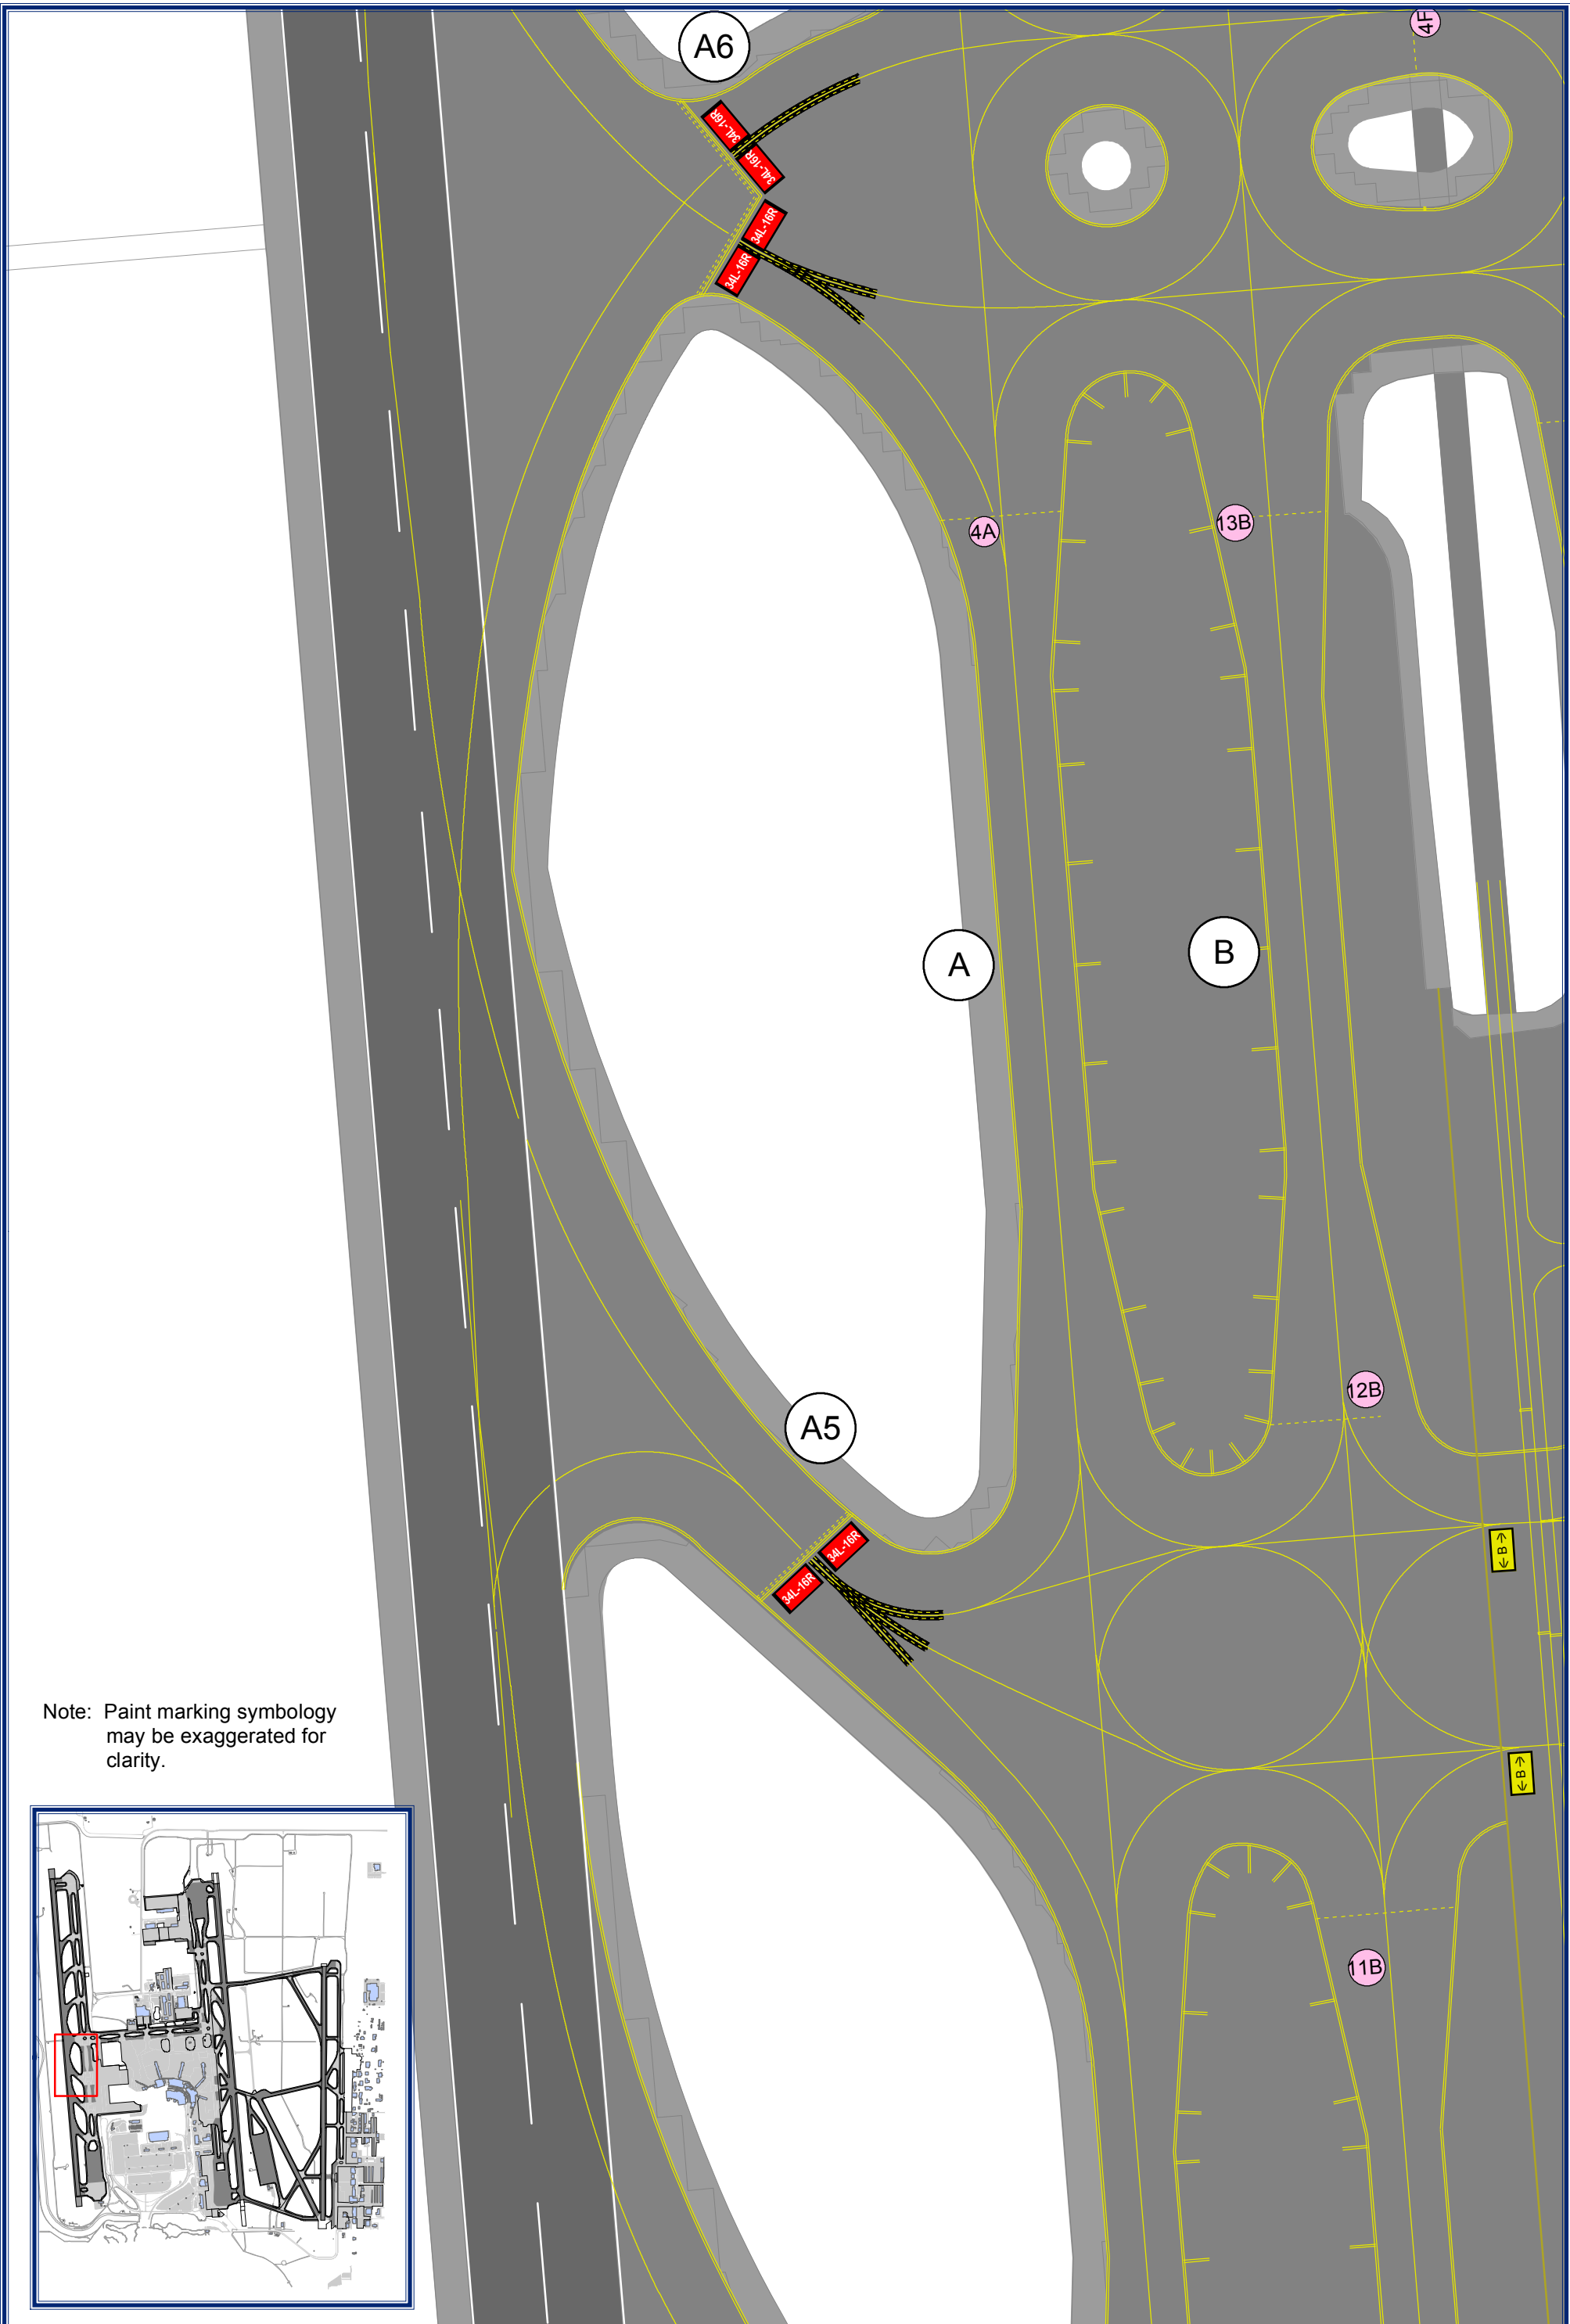 A6
4F
34L-16R
34L-16R
34L-16R
34L-16R
4A
13B
A
B
12B
A5
34L-16R
34L-16R
←B→
Note: Paint marking symbology
may be exaggerated for
clarity.
←B→
11B